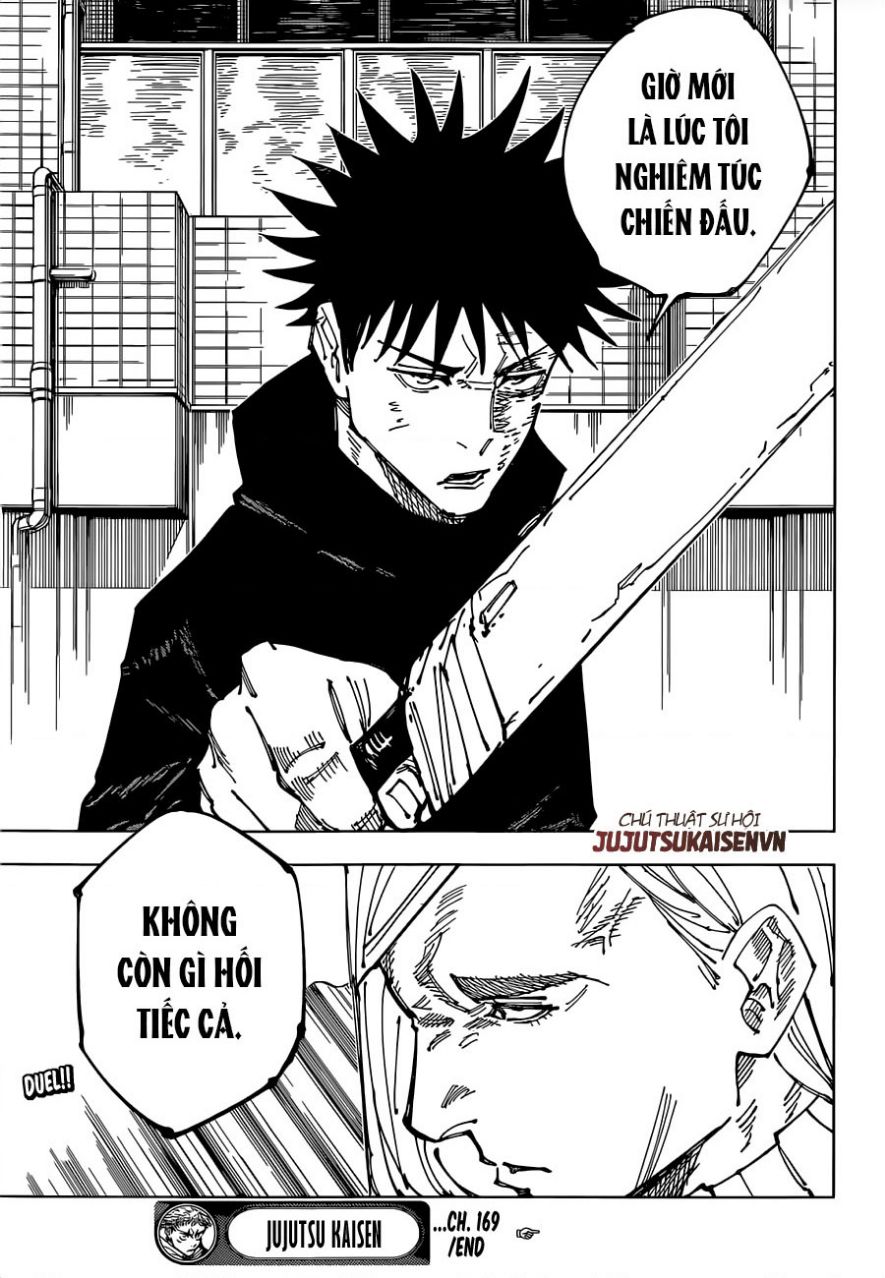 GIỜ MỚI
LÀ LÚC TÔI
NGHIÊM TÚC
CHIẾN ĐẤU.
CHÚ THUẬT SƯ HỒI
JUJUTSUKAISENVN
KHÔNG
CÒN GÌ HỐI
TIẾC CẢ.
DUEL!!
JUJUTSU KAISEN
...CH. 169
/END